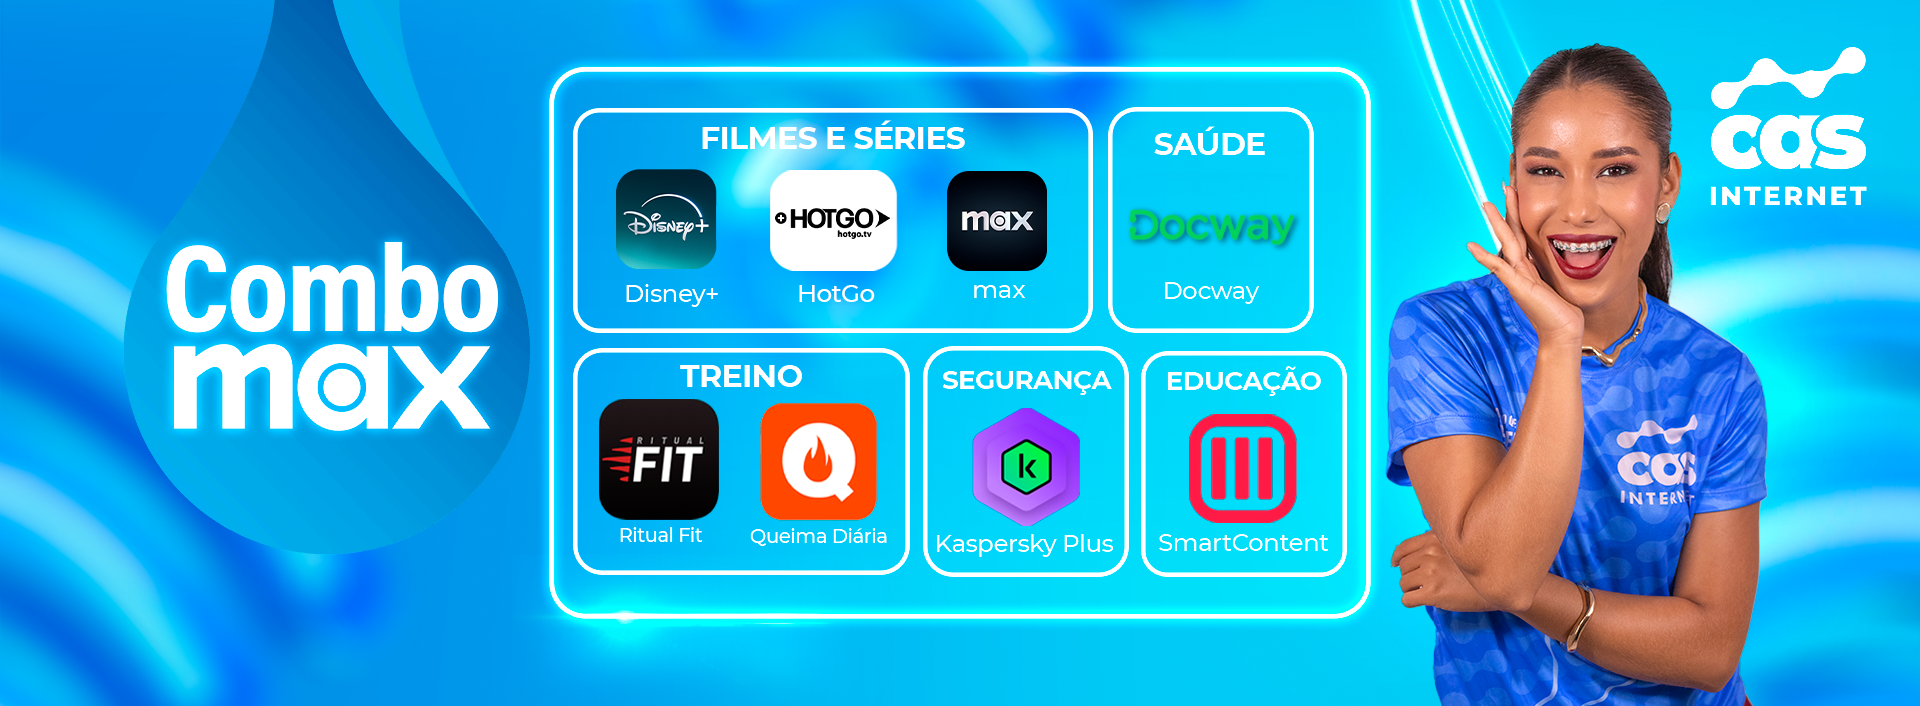 Combo
max
FILMES E SÉRIES
Disney+
+HOTGO
hotgo.tv
max
Disney+
HotGo
max
SAÚDE
Docway
Docway
TREINO
RITUAL
FIT
Q
Ritual Fit
Queima Diária
SEGURANÇA
k
Kaspersky Plus
EDUCAÇÃO
SmartContent
cas
INTERNET
cas
INTERNET